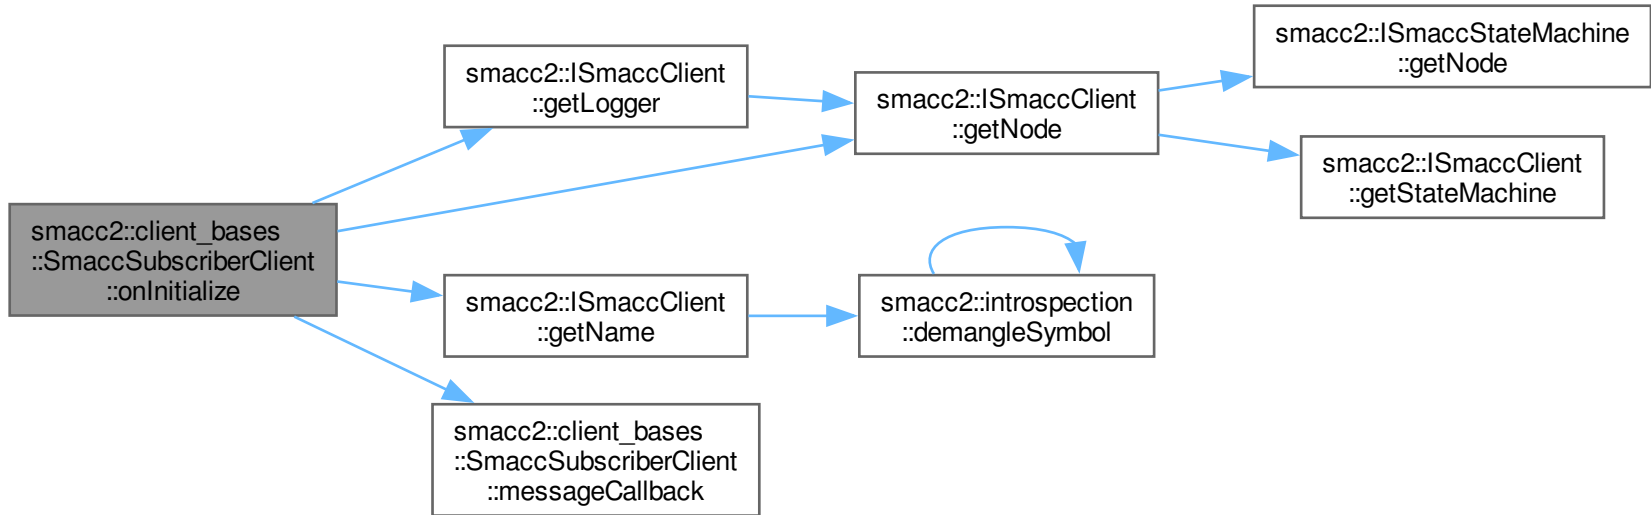 smacc2::client_bases
::SmaccSubscriberClient
::onInitialize
smacc2::ISmaccClient
::getLogger
smacc2::ISmaccClient
::getNode
smacc2::ISmaccStateMachine
::getNode
smacc2::ISmaccClient
::getStateMachine
smacc2::ISmaccClient
::getName
smacc2::introspection
::demangleSymbol
smacc2::client_bases
::SmaccSubscriberClient
::messageCallback